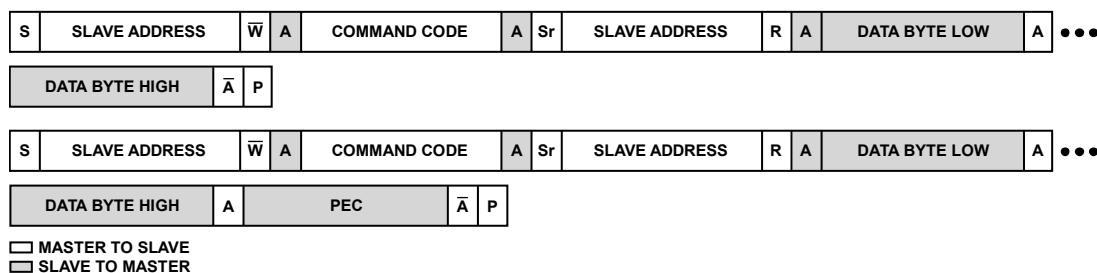 S SLAVE ADDRESS W̅ A COMMAND CODE A Sr SLAVE ADDRESS R A DATA BYTE LOW A •••
DATA BYTE HIGH A̅ P
S SLAVE ADDRESS W̅ A COMMAND CODE A Sr SLAVE ADDRESS R A DATA BYTE LOW A •••
DATA BYTE HIGH A PEC A̅ P
MASTER TO SLAVE
SLAVE TO MASTER